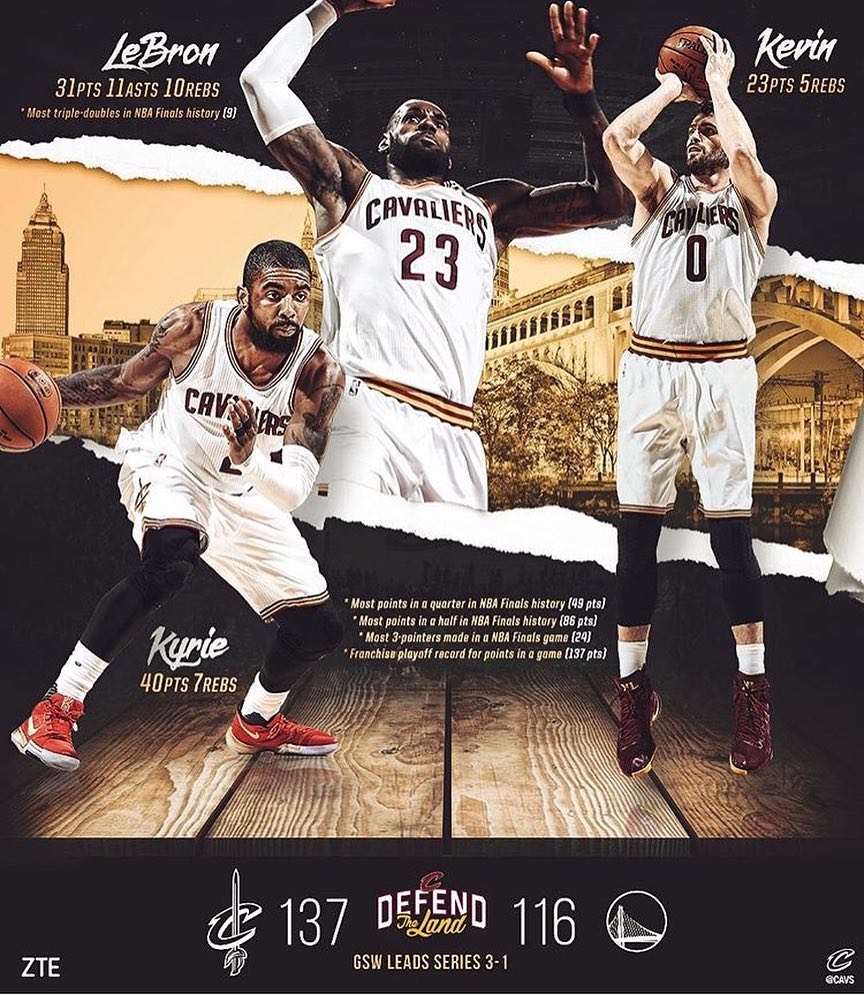 LeBron
31PTS 11ASTS 10REBS
* Most triple-doubles in NBA Finals history (9)
Kevin
23PTS 5REBS
CAVALIERS
23
CAVALIERS
0
CAVALIERS
2
* Most points in a quarter in NBA Finals history (49 pts)
* Most points in a half in NBA Finals history (86 pts)
* Most 3-pointers made in a NBA Finals game (24)
* Franchise playoff record for points in a game (137 pts)
Kyrie
40PTS 7REBS
137
DEFEND
The Land
116
GSW LEADS SERIES 3-1
ZTE
@CAVS